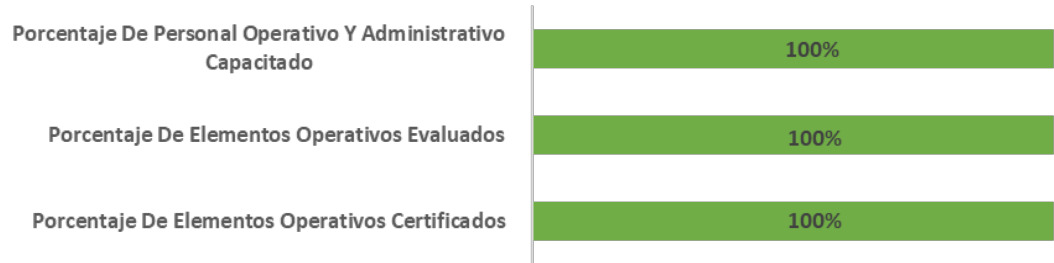 Porcentaje De Personal Operativo Y Administrativo
Capacitado
100%
Porcentaje De Elementos Operativos Evaluados
100%
Porcentaje De Elementos Operativos Certificados
100%